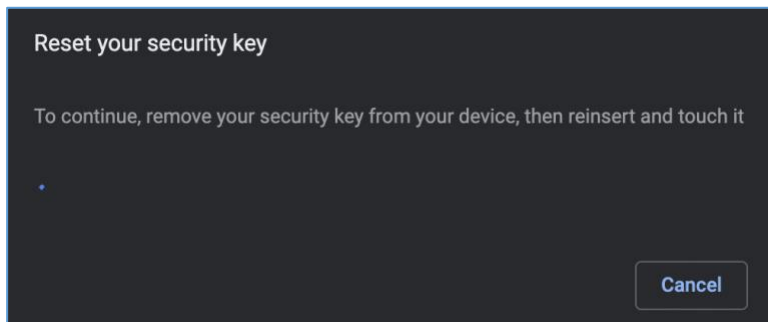 Reset your security key
To continue, remove your security key from your device, then reinsert and touch it
Cancel